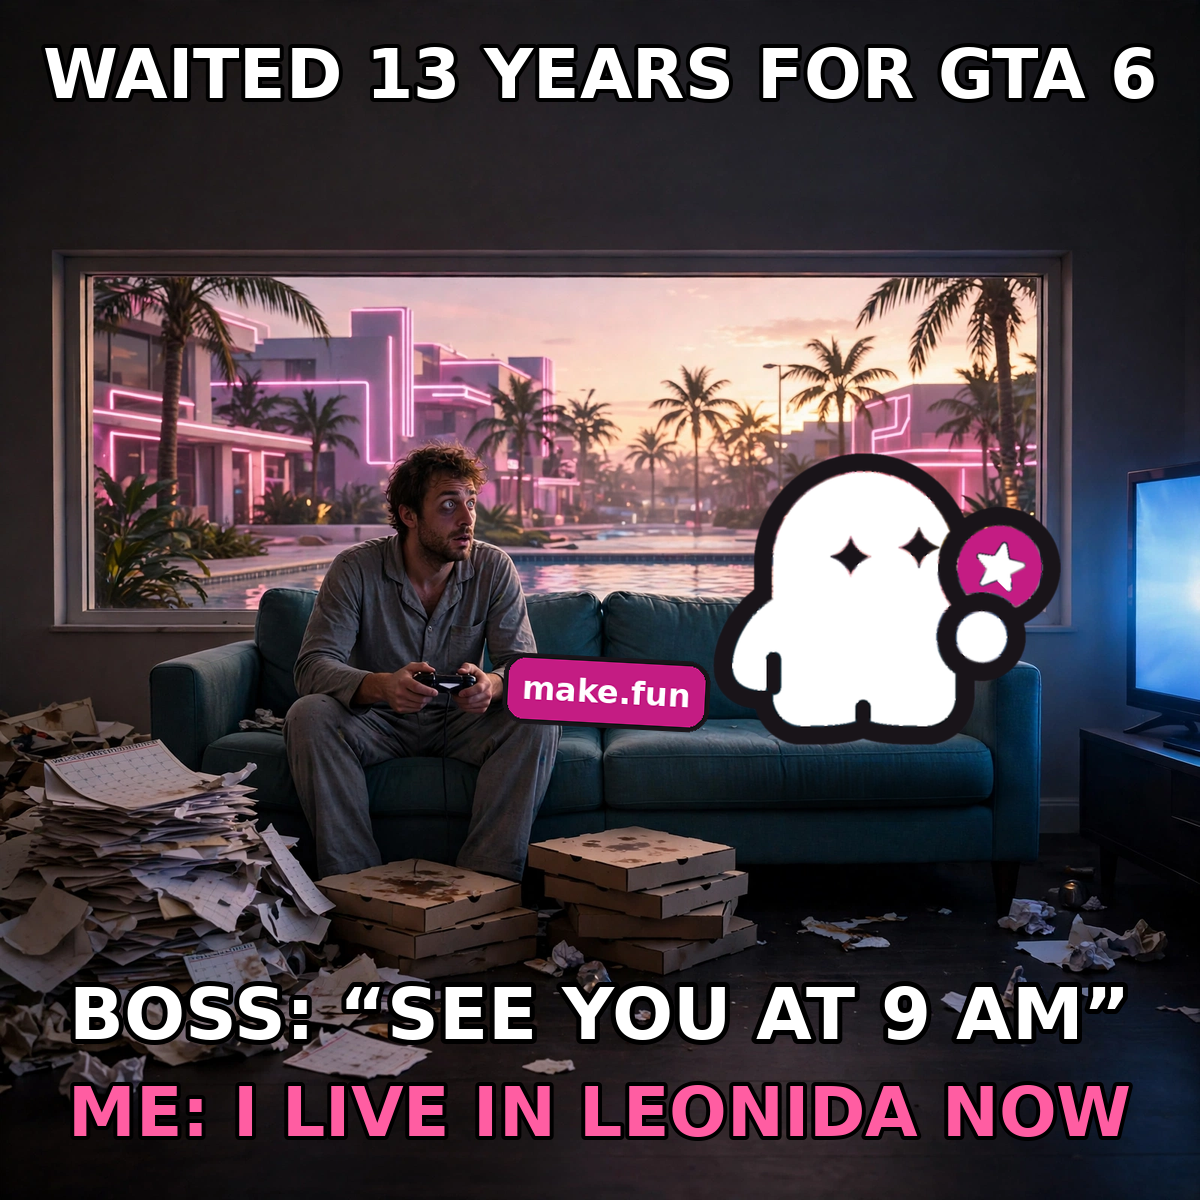 WAITED 13 YEARS FOR GTA 6
make.fun
BOSS: “SEE YOU AT 9 AM”
ME: I LIVE IN LEONIDA NOW